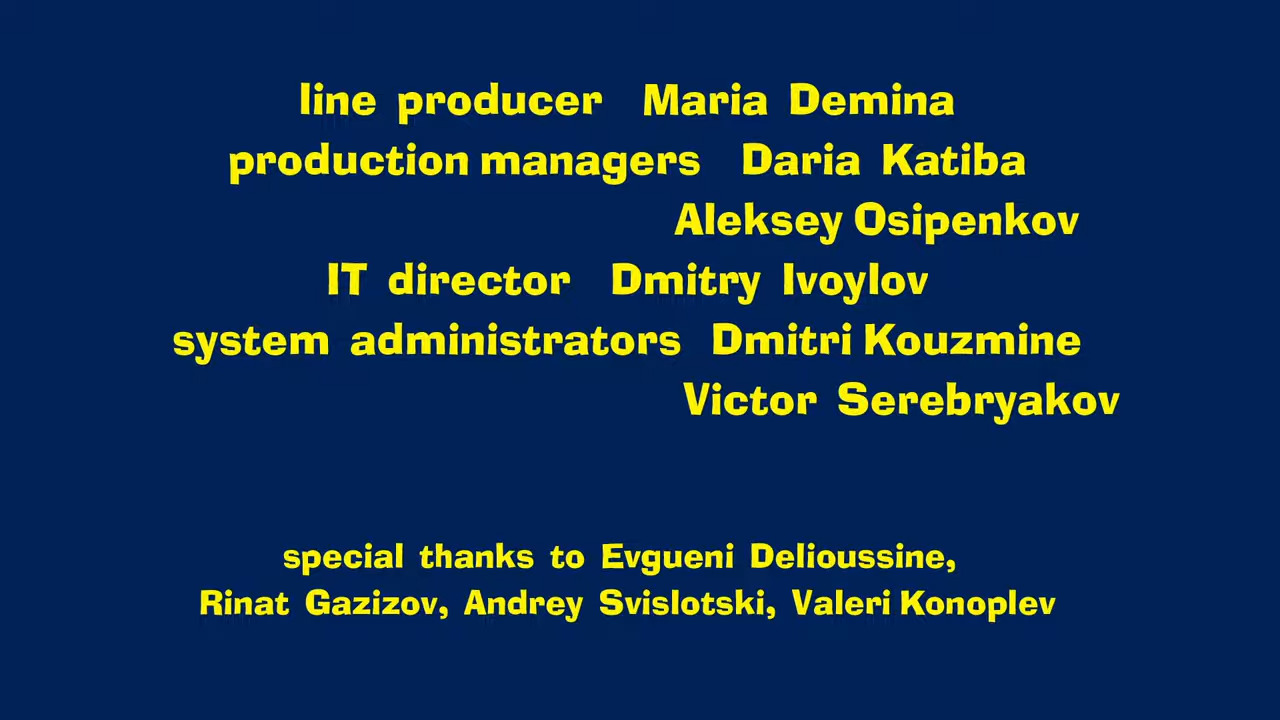 line producer Maria Demina
production managers Daria Katiba
Aleksey Osipenkov
IT director Dmitry Ivoylov
system administrators Dmitri Kouzmine
Victor Serebryakov
special thanks to Evgueni Delioussine,
Rinat Gazizov, Andrey Svislotski, Valeri Konoplev